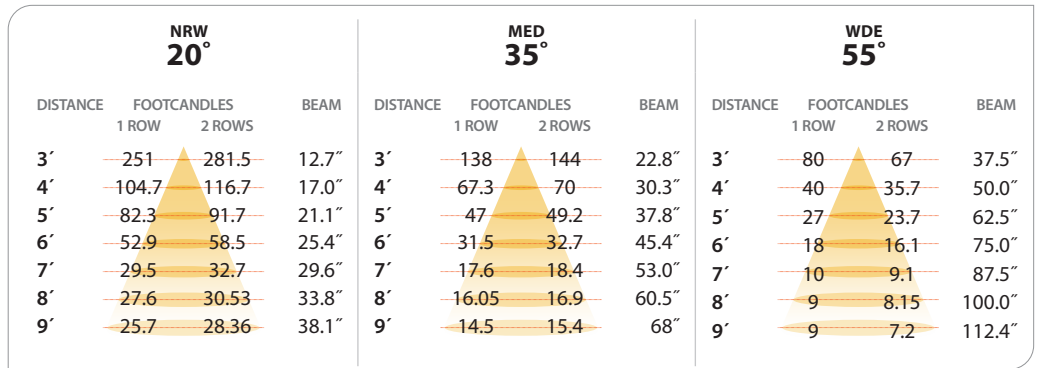 NRW
20°
DISTANCE FOOTCANDLES BEAM
1 ROW 2 ROWS
3´ 251 281.5 12.7˝
4´ 104.7 116.7 17.0˝
5´ 82.3 91.7 21.1˝
6´ 52.9 58.5 25.4˝
7´ 29.5 32.7 29.6˝
8´ 27.6 30.53 33.8˝
9´ 25.7 28.36 38.1˝
MED
35°
DISTANCE FOOTCANDLES BEAM
1 ROW 2 ROWS
3´ 138 144 22.8˝
4´ 67.3 70 30.3˝
5´ 47 49.2 37.8˝
6´ 31.5 32.7 45.4˝
7´ 17.6 18.4 53.0˝
8´ 16.05 16.9 60.5˝
9´ 14.5 15.4 68˝
WDE
55°
DISTANCE FOOTCANDLES BEAM
1 ROW 2 ROWS
3´ 80 67 37.5˝
4´ 40 35.7 50.0˝
5´ 27 23.7 62.5˝
6´ 18 16.1 75.0˝
7´ 10 9.1 87.5˝
8´ 9 8.15 100.0˝
9´ 9 7.2 112.4˝